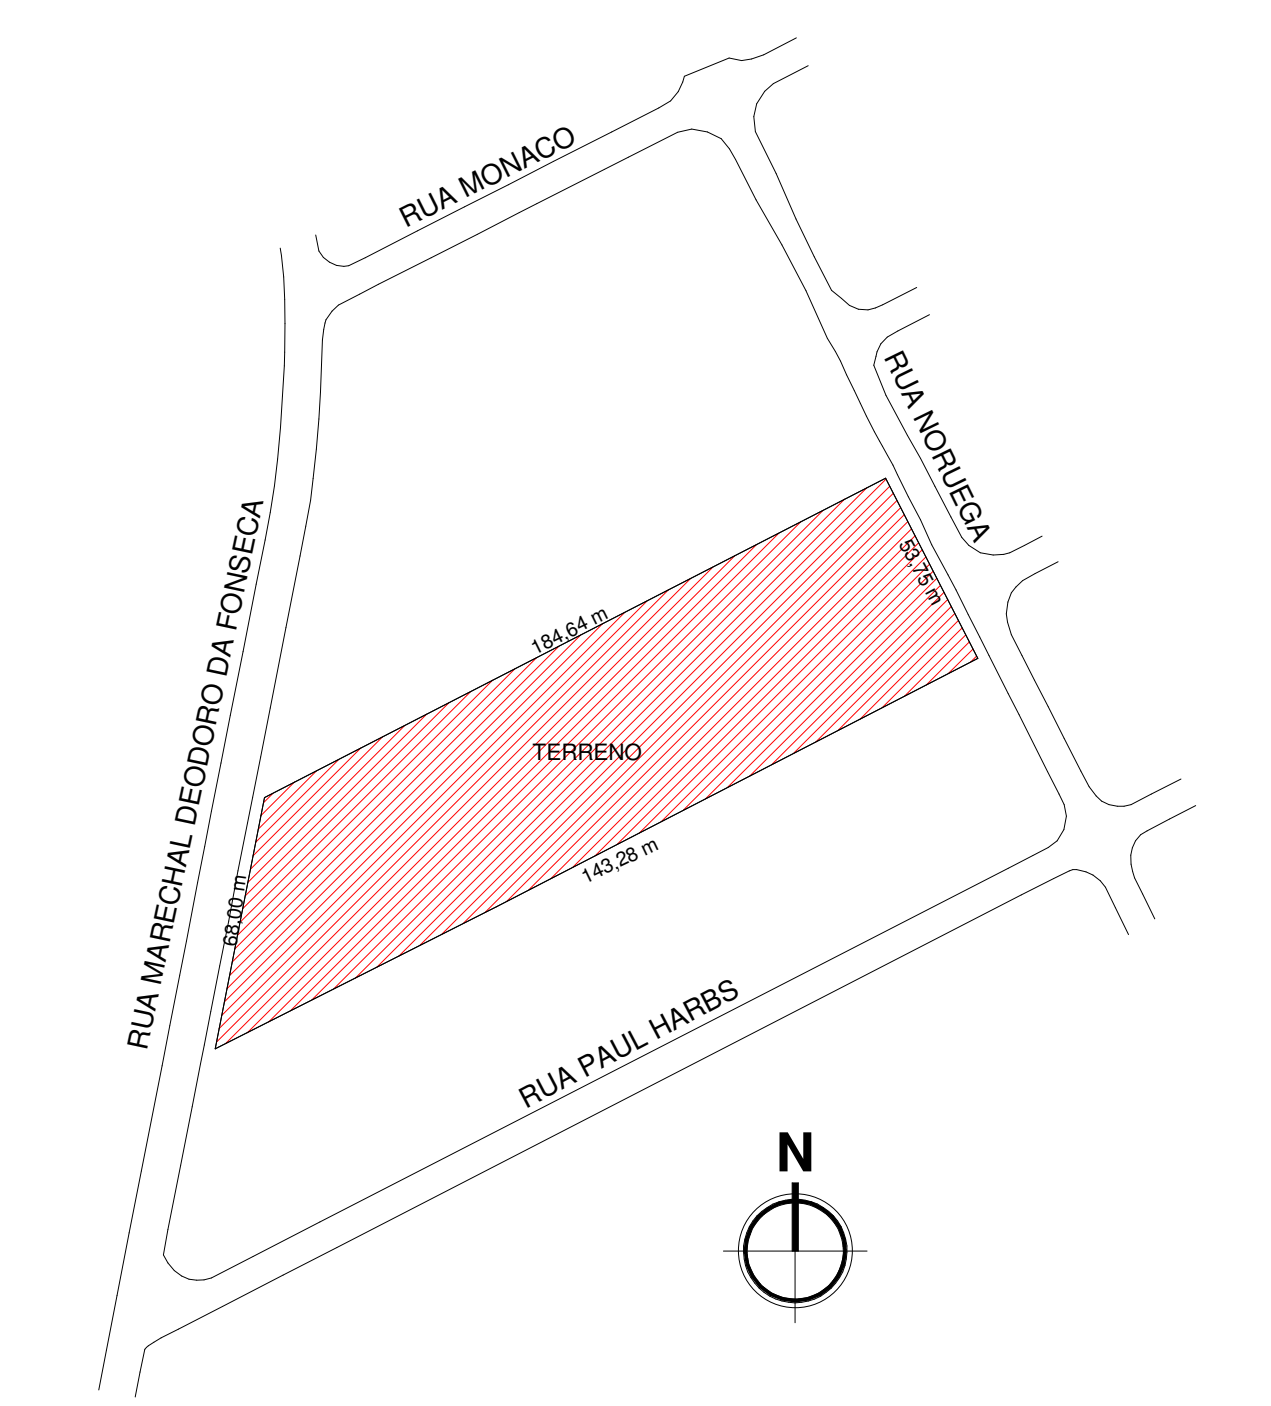 RUA MONACO
RUA NORUEGA
RUA MARECHAL DEODORO DA FONSECA
53,75 m
184,64 m
TERRENO
143,28 m
68,00 m
RUA PAUL HARBS
N